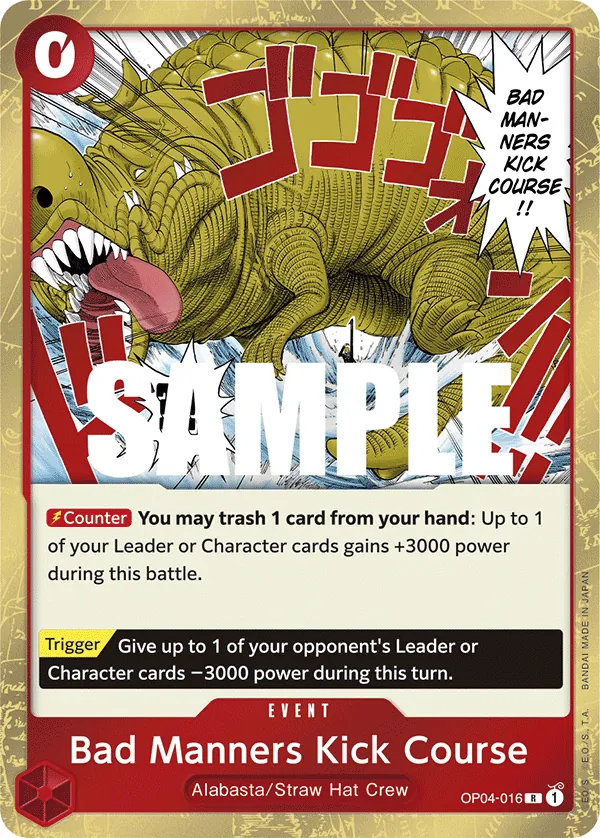 0
BAD
MAN-
NERS
KICK
COURSE
!!
ゴゴゴ
SAMPLE
Counter You may trash 1 card from your hand: Up to 1
of your Leader or Character cards gains +3000 power
during this battle.
Trigger Give up to 1 of your opponent's Leader or
Character cards −3000 power during this turn.
EVENT
Bad Manners Kick Course
Alabasta/Straw Hat Crew
OP04-016 R 1
©E.O./S. T.A. BANDAI MADE IN JAPAN